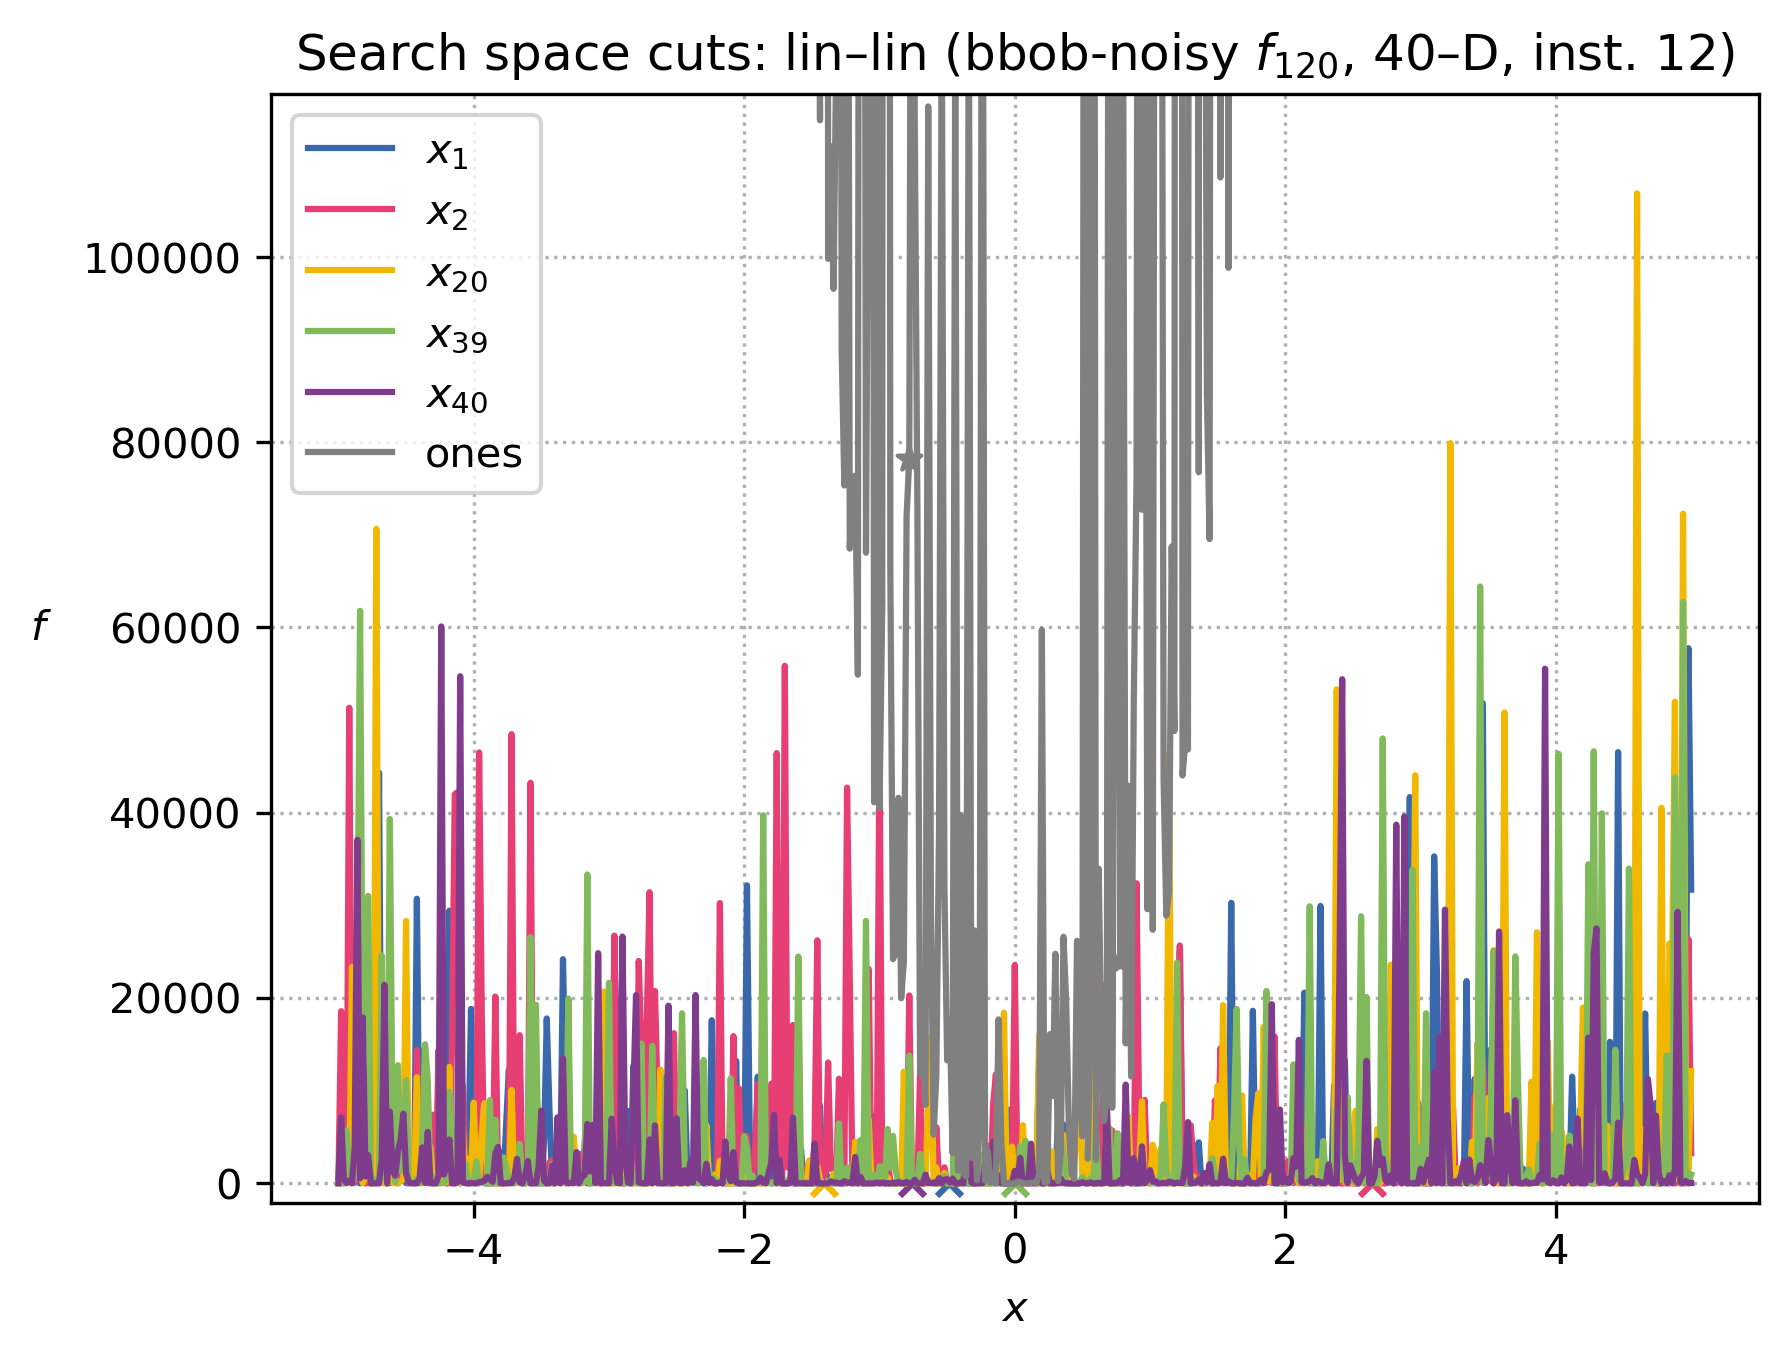 Search space cuts: lin–lin (bbob-noisy f₁₂₀, 40–D, inst. 12)
x₁
x₂
x₂₀
x₃₉
x₄₀
ones
100000
80000
60000
40000
20000
0
f
−4
−2
0
2
4
x